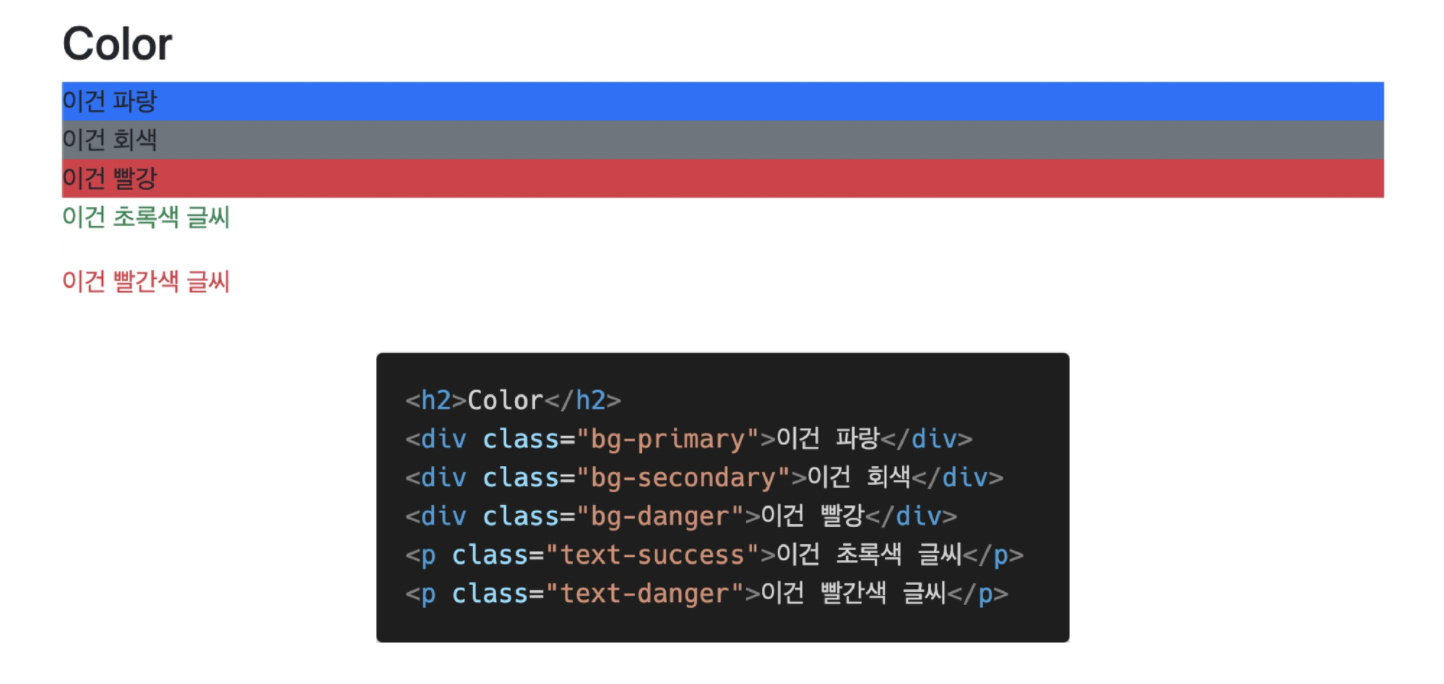 Color
이건 파랑
이건 회색
이건 빨강
이건 초록색 글씨
이건 빨간색 글씨
<h2>Color</h2>
<div class="bg-primary">이건 파랑</div>
<div class="bg-secondary">이건 회색</div>
<div class="bg-danger">이건 빨강</div>
<p class="text-success">이건 초록색 글씨</p>
<p class="text-danger">이건 빨간색 글씨</p>